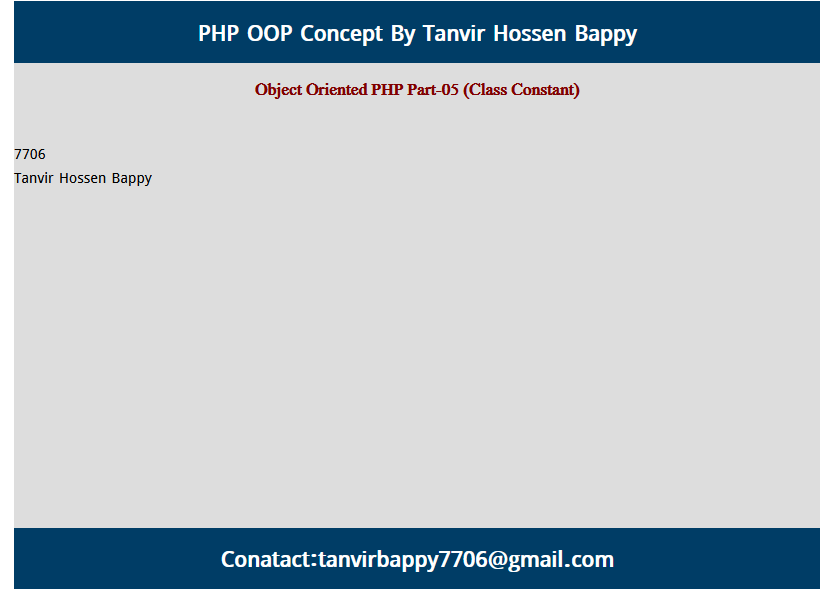 PHP OOP Concept By Tanvir Hossen Bappy
Object Oriented PHP Part-05 (Class Constant)
7706
Tanvir Hossen Bappy
Conatact:tanvirbappy7706@gmail.com